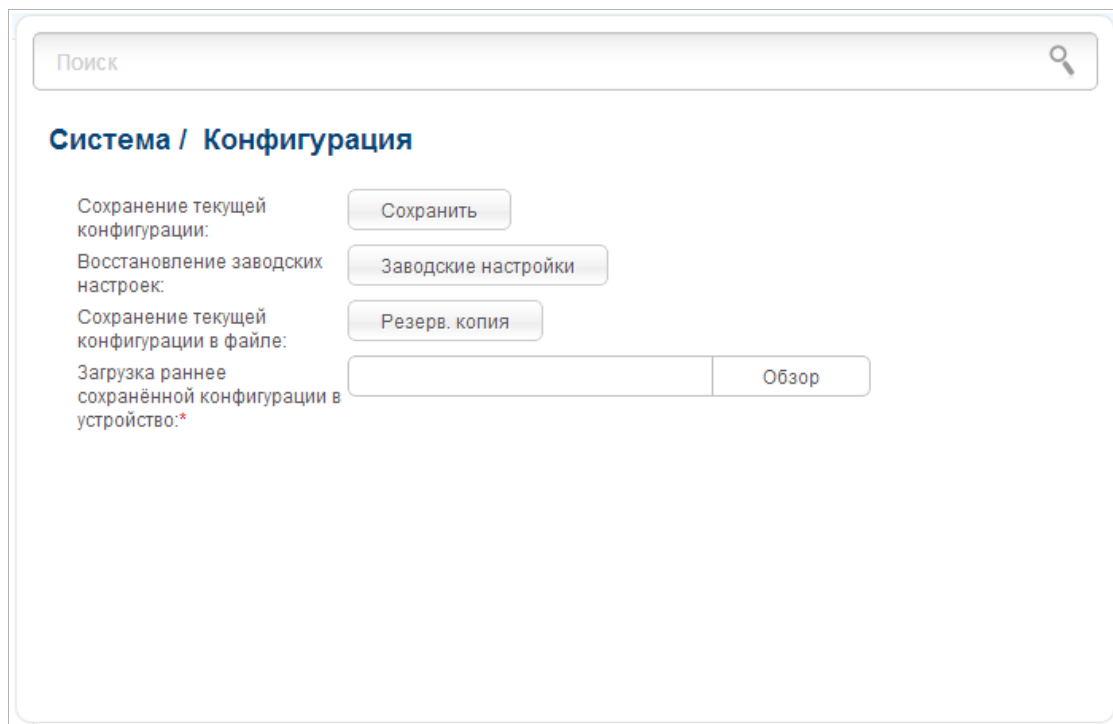 Поиск
Система / Конфигурация
Сохранение текущей
конфигурации:
Сохранить
Восстановление заводских
настроек:
Заводские настройки
Сохранение текущей
конфигурации в файле:
Резерв. копия
Загрузка раннее
сохранённой конфигурации в
устройство:*
Обзор